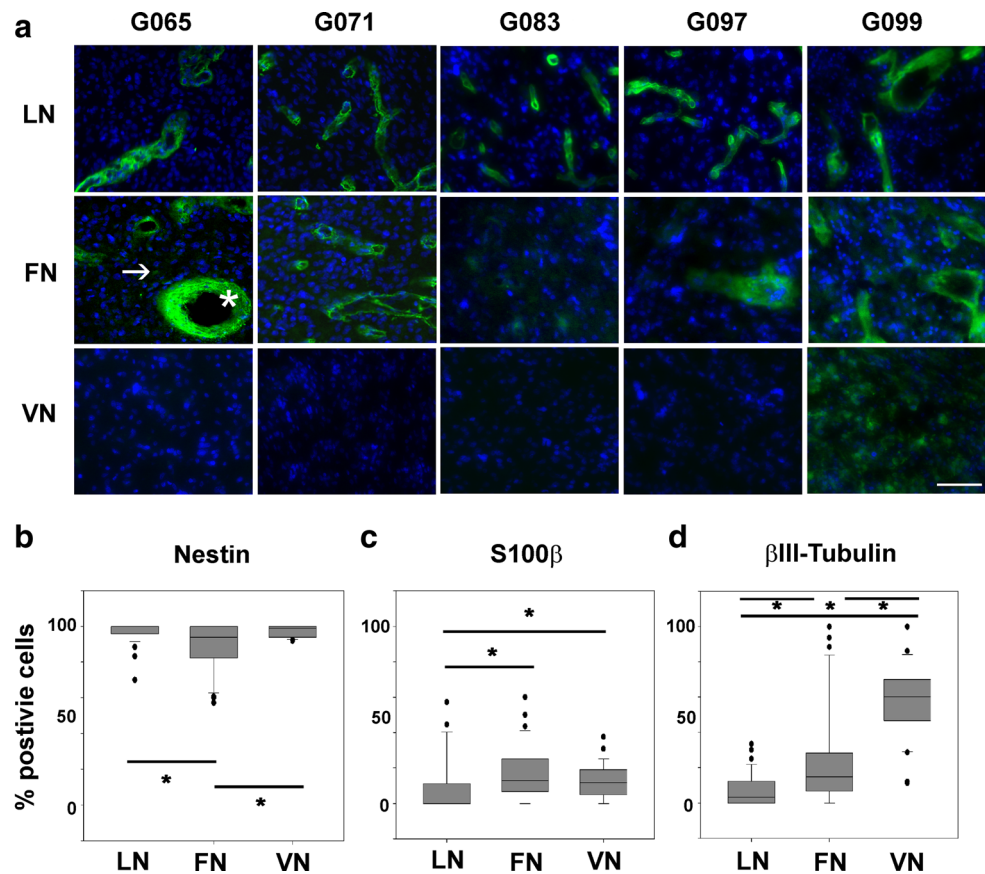 a
G065 G071 G083 G097 G099
LN
FN
→
*
VN
b c d
Nestin S100β βIII-Tubulin
% postivie cells
100
50
0
*
*
LN FN VN
100
50
0
*
*
LN FN VN
100
50
0
* * *
LN FN VN